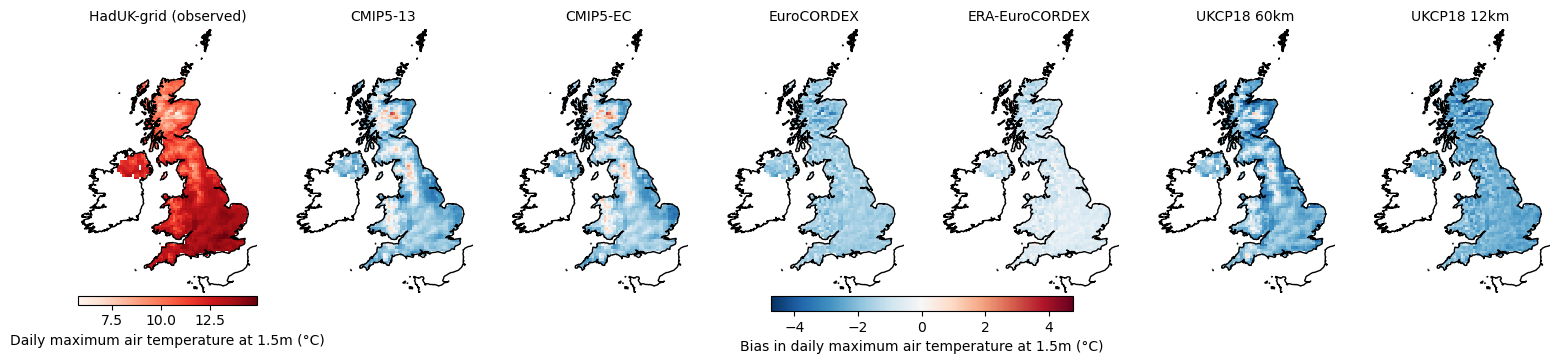 HadUK-grid (observed)
CMIP5-13
CMIP5-EC
EuroCORDEX
ERA-EuroCORDEX
UKCP18 60km
UKCP18 12km
7.5 10.0 12.5
Daily maximum air temperature at 1.5m (°C)
−4 −2 0 2 4
Bias in daily maximum air temperature at 1.5m (°C)